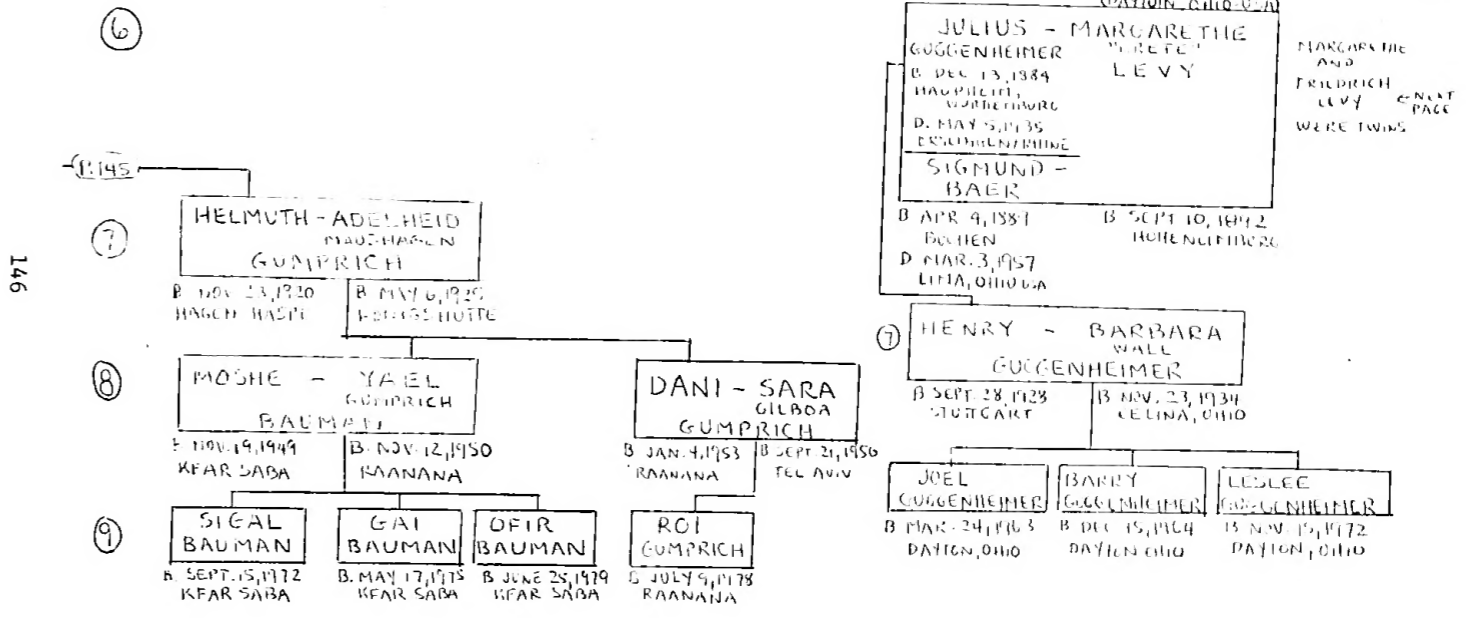 (DAYTON, OHIO-USA)
6
JULIUS - MARGARETHE
GUGGENHEIMER "GRETE"
LEVY
B DEC 13, 1884
D. MAY 5, 1935
SIGMUND -
BAER
B APR 9, 1889
D MAR. 3, 1957
LIMA, OHIO USA
MARGARETHE
AND
FRIEDRICH
LEVY ← NEXT
PAGE
WERE TWINS
P.145
7
HELMUTH - ADELHEID
GUMPRICH
B NOV. 23, 1920 B MAY 6, 1925
146
7
HENRY - BARBARA
WALL
GUGGENHEIMER
B SEPT. 28, 1928 B NOV. 23, 1934
STUTTGART CELINA, OHIO
8
MOSHE - YAEL
GUMPRICH
BAUMAN
B NOV. 19, 1949 B. NOV. 12, 1950
KFAR SABA RAANANA
DANI - SARA
GILBOA
GUMPRICH
B JAN. 4, 1953 B SEPT. 21, 1956
RAANANA TEL AVIV
JOEL
GUGGENHEIMER
B MAR. 24, 1963
DAYTON, OHIO
BARRY
GUGGENHEIMER
B DEC 15, 1964
DAYTON OHIO
LESLEE
GUGGENHEIMER
B NOV. 15, 1972
DAYTON, OHIO
9
SIGAL
BAUMAN
B. SEPT. 15, 1972
KFAR SABA
GAI
BAUMAN
B. MAY 17, 1975
KFAR SABA
OFIR
BAUMAN
B JUNE 25, 1979
KFAR SABA
ROI
GUMPRICH
B JULY 9, 1978
RAANANA